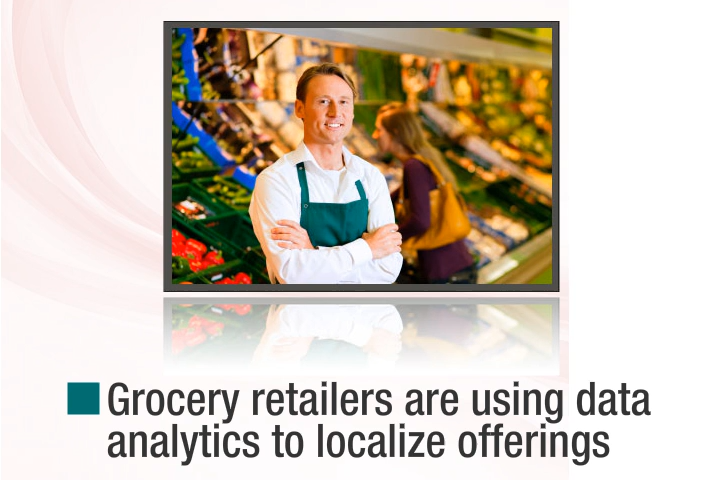 Grocery retailers are using data
analytics to localize offerings